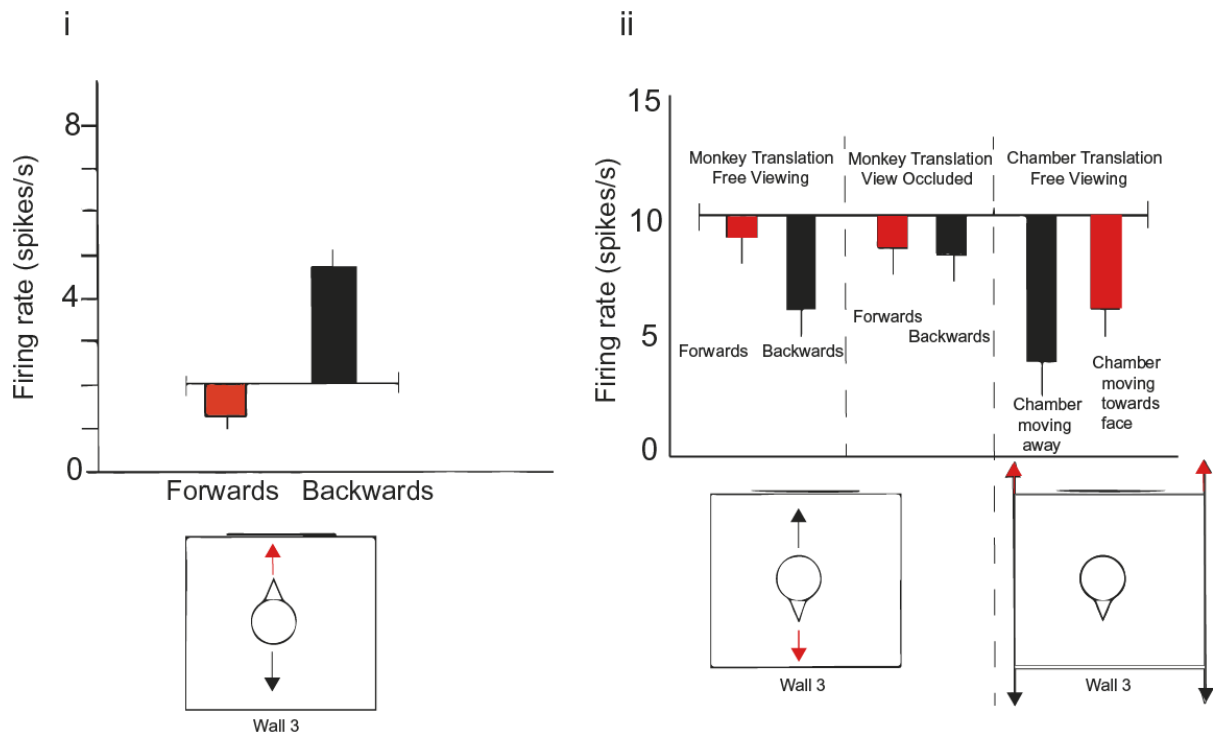 i
8
4
0
Firing rate (spikes/s)
Forwards Backwards
Wall 3
ii
15
10
5
0
Firing rate (spikes/s)
Monkey Translation
Free Viewing
Monkey Translation
View Occluded
Chamber Translation
Free Viewing
Forwards
Backwards
Forwards
Backwards
Chamber
moving
away
Chamber
moving
towards
face
Wall 3
Wall 3